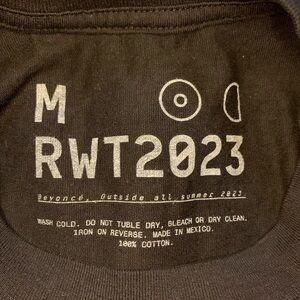 M
RWT2023
Beyoncé, Outside all summer 2023
WASH COLD. DO NOT TUBLE DRY, BLEACH OR DRY CLEAN.
IRON ON REVERSE. MADE IN MEXICO.
100% COTTON.